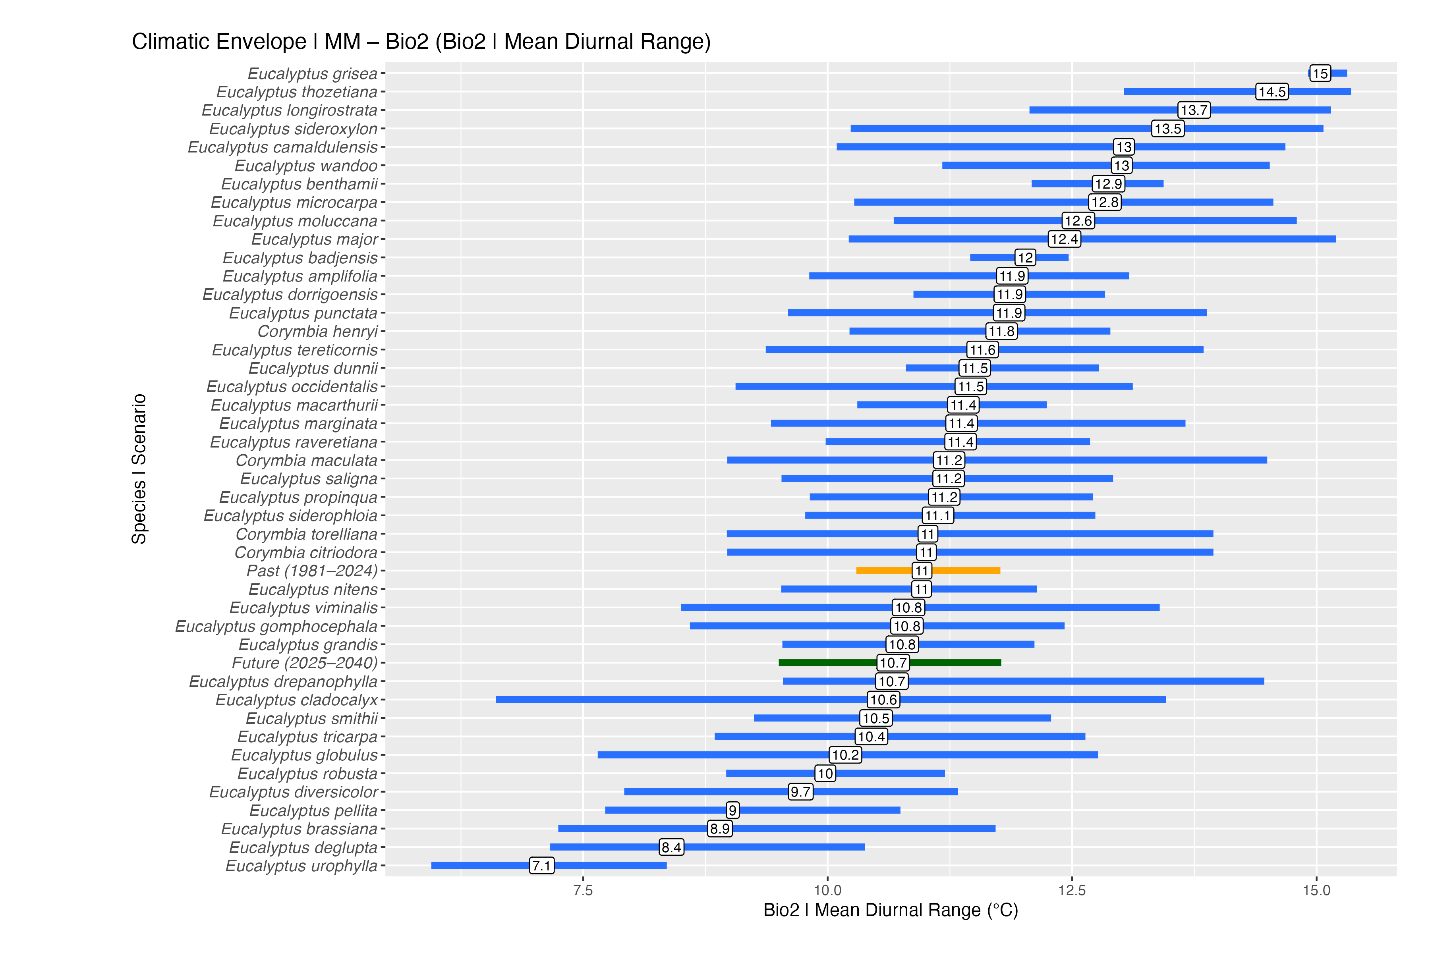 Climatic Envelope | MM – Bio2 (Bio2 | Mean Diurnal Range)
Species | Scenario
Eucalyptus grisea 15
Eucalyptus thozetiana 14.5
Eucalyptus longirostrata 13.7
Eucalyptus sideroxylon 13.5
Eucalyptus camaldulensis 13
Eucalyptus wandoo 13
Eucalyptus benthamii 12.9
Eucalyptus microcarpa 12.8
Eucalyptus moluccana 12.6
Eucalyptus major 12.4
Eucalyptus badjensis 12
Eucalyptus amplifolia 11.9
Eucalyptus dorrigoensis 11.9
Eucalyptus punctata 11.9
Corymbia henryi 11.8
Eucalyptus tereticornis 11.6
Eucalyptus dunnii 11.5
Eucalyptus occidentalis 11.5
Eucalyptus macarthurii 11.4
Eucalyptus marginata 11.4
Eucalyptus raveretiana 11.4
Corymbia maculata 11.2
Eucalyptus saligna 11.2
Eucalyptus propinqua 11.2
Eucalyptus siderophloia 11.1
Corymbia torelliana 11
Corymbia citriodora 11
Past (1981–2024) 11
Eucalyptus nitens 11
Eucalyptus viminalis 10.8
Eucalyptus gomphocephala 10.8
Eucalyptus grandis 10.8
Future (2025–2040) 10.7
Eucalyptus drepanophylla 10.7
Eucalyptus cladocalyx 10.6
Eucalyptus smithii 10.5
Eucalyptus tricarpa 10.4
Eucalyptus globulus 10.2
Eucalyptus robusta 10
Eucalyptus diversicolor 9.7
Eucalyptus pellita 9
Eucalyptus brassiana 8.9
Eucalyptus deglupta 8.4
Eucalyptus urophylla 7.1
7.5 10.0 12.5 15.0
Bio2 | Mean Diurnal Range (°C)